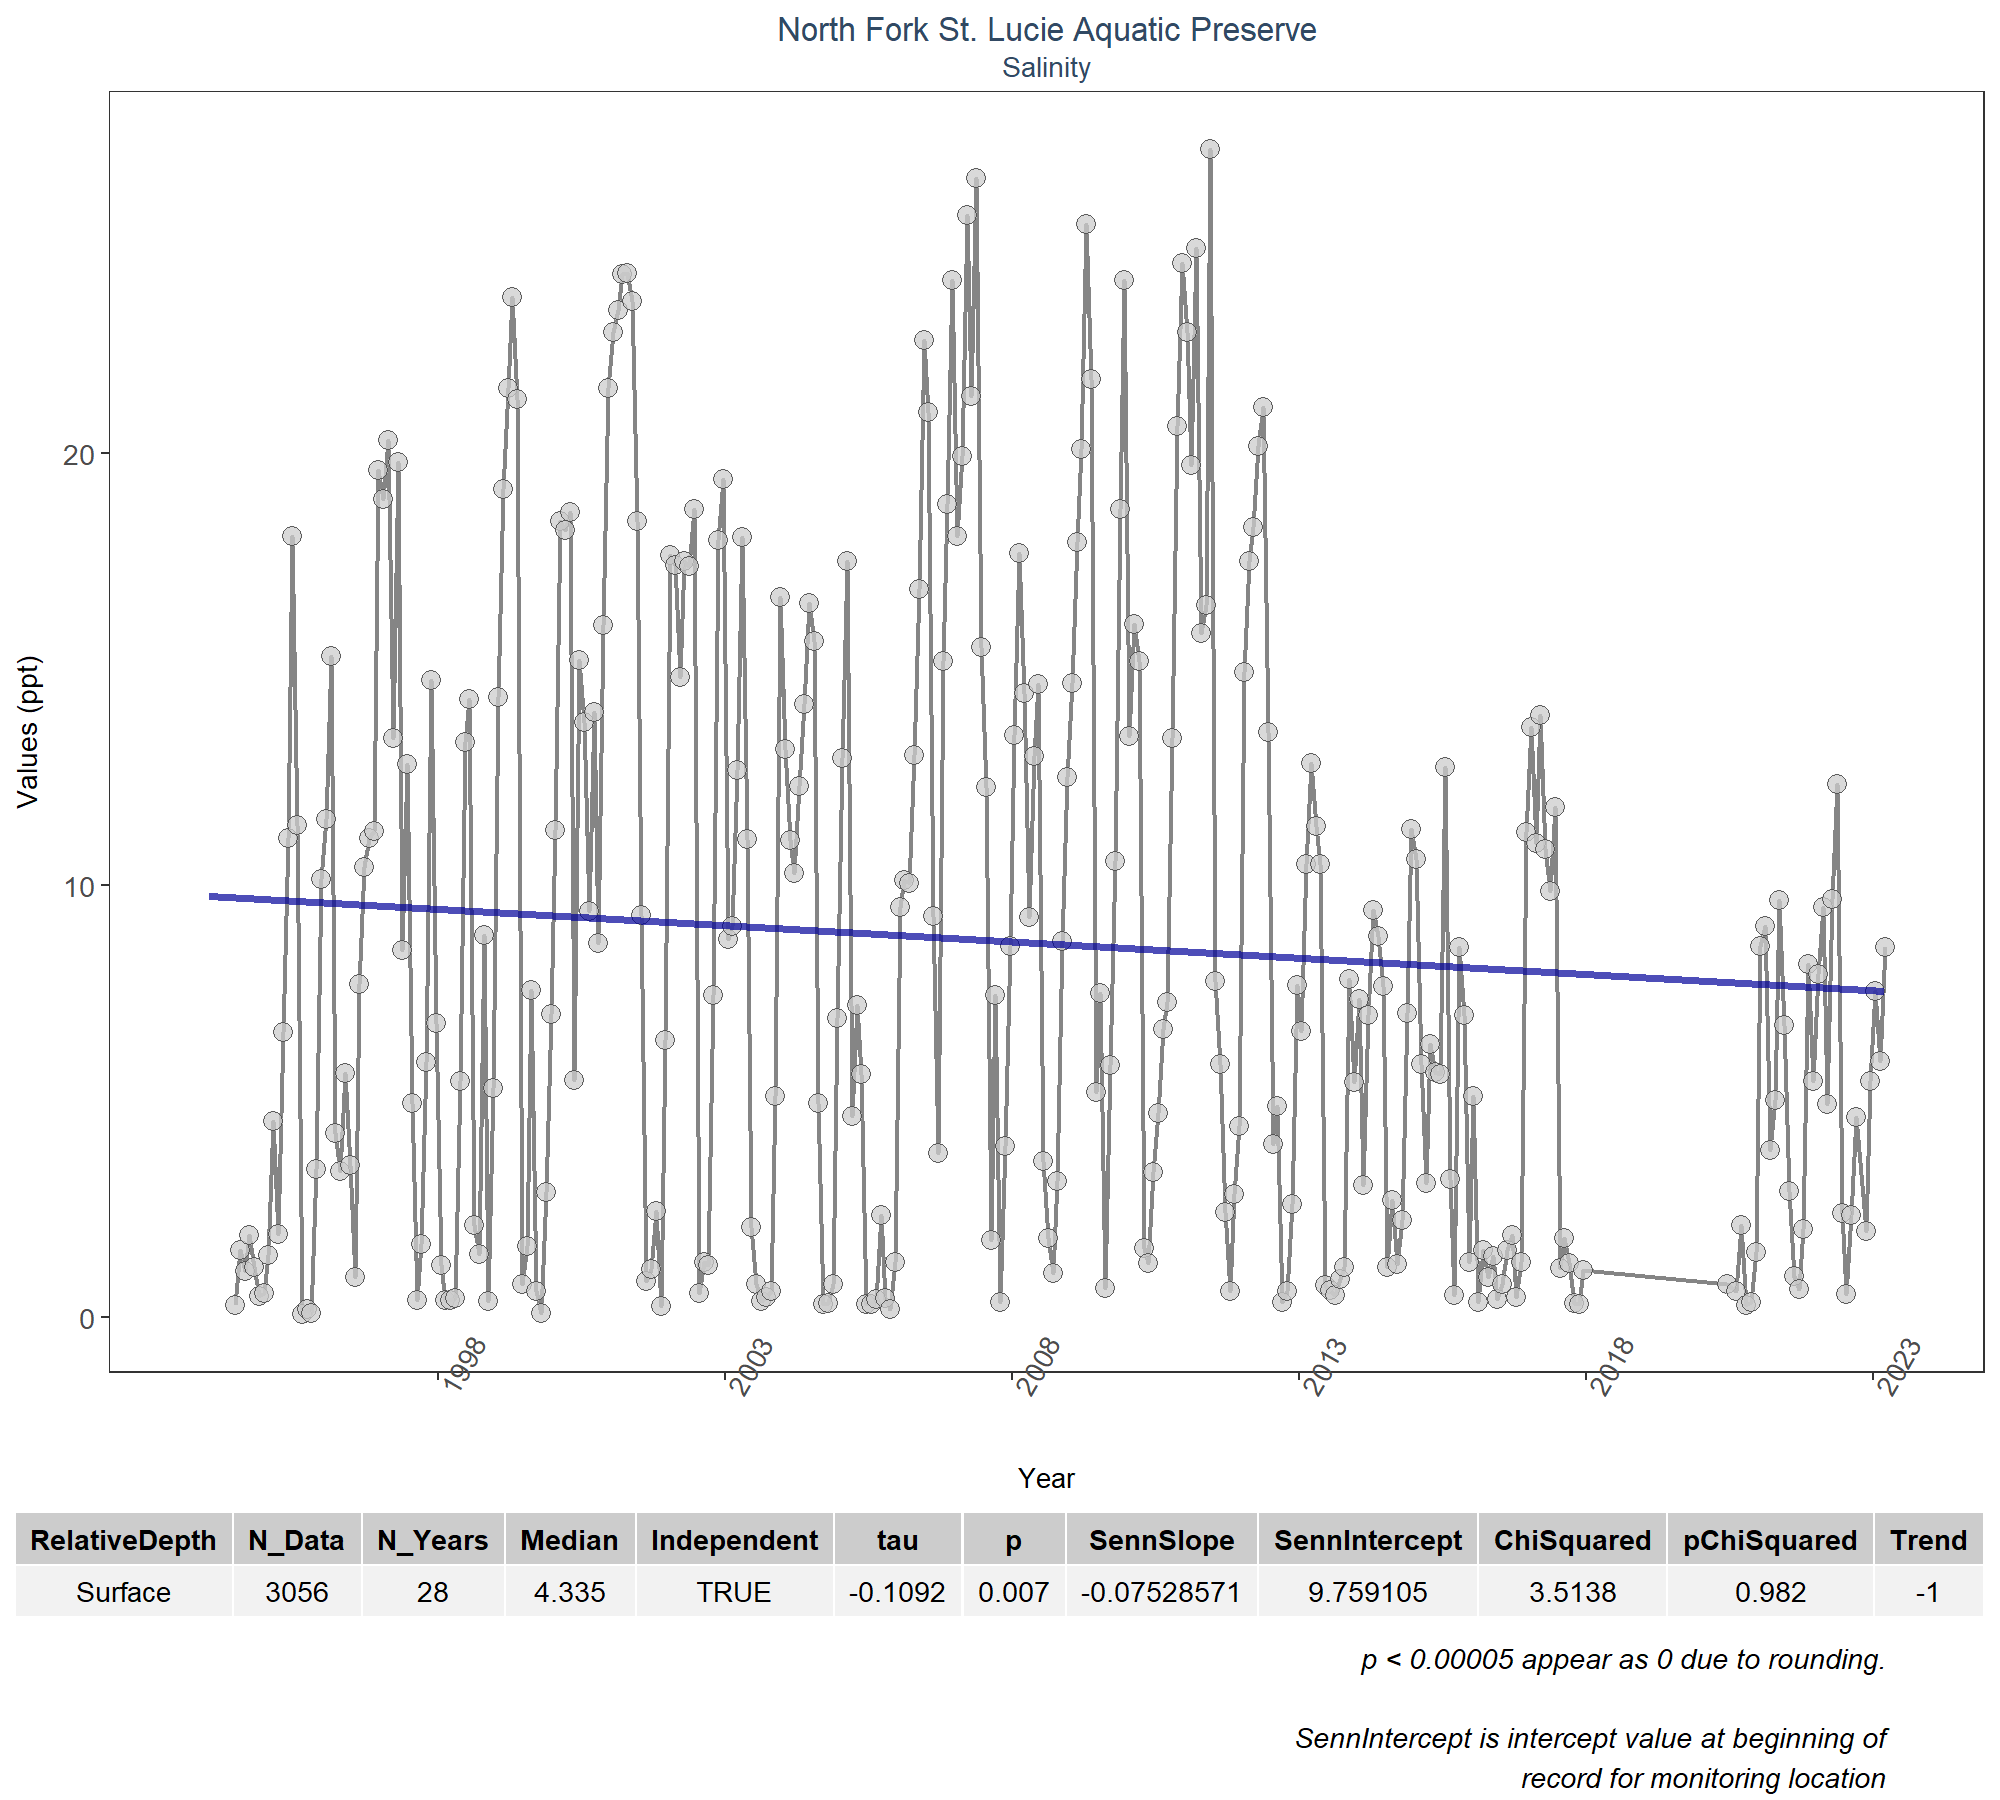 North Fork St. Lucie Aquatic Preserve
Salinity
Values (ppt)
20
10
0
1998
2003
2008
2013
2018
2023
Year
RelativeDepth N_Data N_Years Median Independent tau p SennSlope SennIntercept ChiSquared pChiSquared Trend
Surface 3056 28 4.335 TRUE -0.1092 0.007 -0.07528571 9.759105 3.5138 0.982 -1
p < 0.00005 appear as 0 due to rounding.
SennIntercept is intercept value at beginning of
record for monitoring location